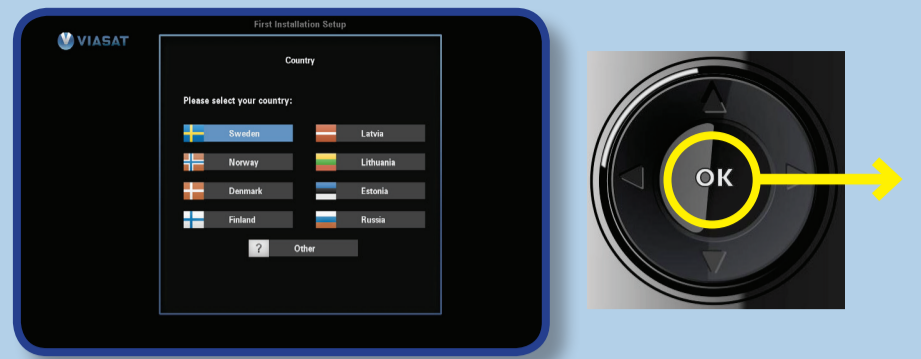 First Installation Setup
VIASAT
Country
Please select your country:
Sweden
Latvia
Norway
Lithuania
Denmark
Estonia
Finland
Russia
? Other
OK